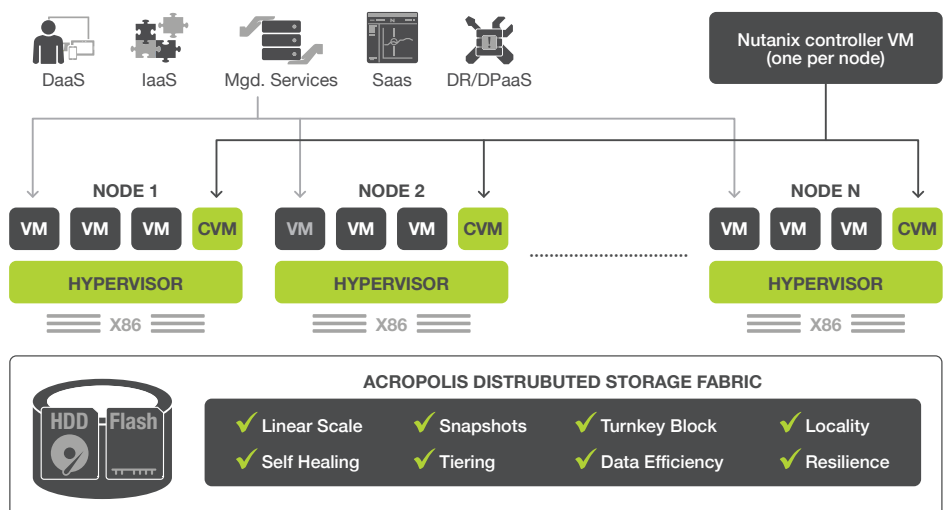 DaaS
IaaS
Mgd. Services
Saas
DR/DPaaS
Nutanix controller VM
(one per node)
NODE 1
NODE 2
NODE N
VM VM VM CVM
VM VM VM CVM
VM VM VM CVM
HYPERVISOR
HYPERVISOR
HYPERVISOR
X86
X86
X86
ACROPOLIS DISTRUBUTED STORAGE FABRIC
HDD Flash
Linear Scale
Snapshots
Turnkey Block
Locality
Self Healing
Tiering
Data Efficiency
Resilience